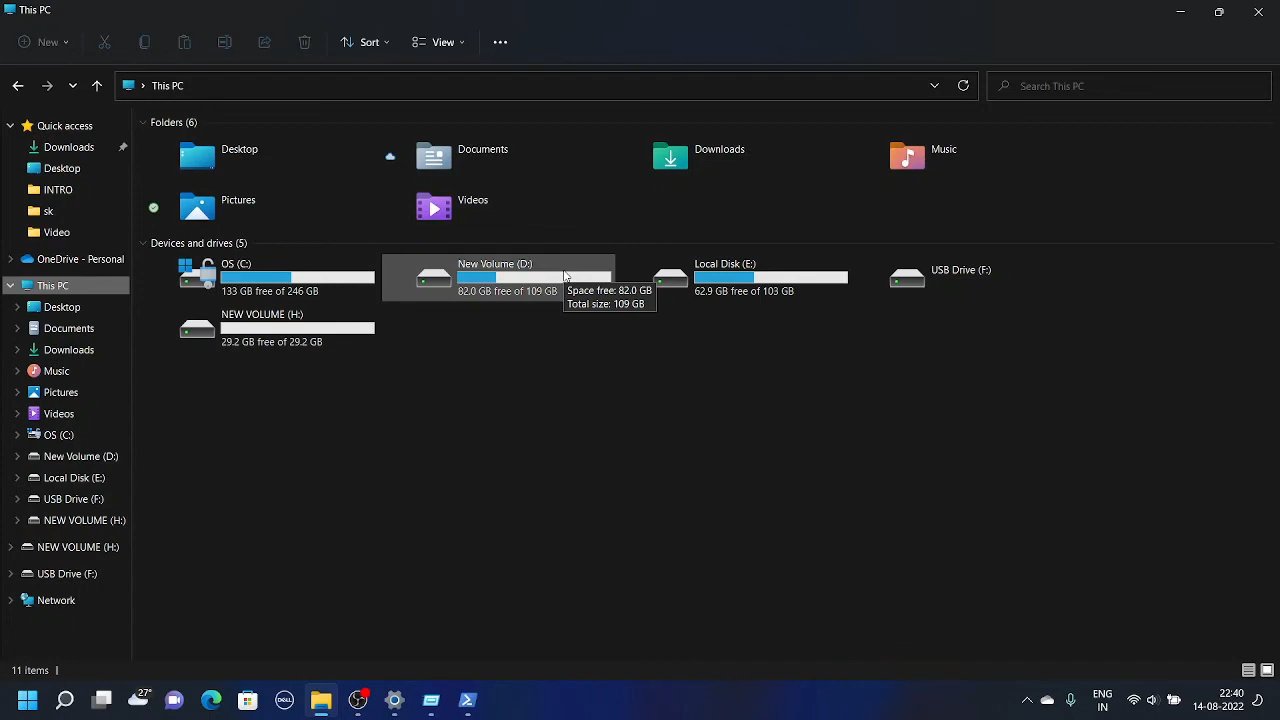 This PC
New
Sort
View
This PC
Search This PC
Quick access
Downloads
Desktop
INTRO
sk
Video
OneDrive - Personal
This PC
Desktop
Documents
Downloads
Music
Pictures
Videos
OS (C:)
New Volume (D:)
Local Disk (E:)
USB Drive (F:)
NEW VOLUME (H:)
NEW VOLUME (H:)
USB Drive (F:)
Network
Folders (6)
Desktop
Documents
Downloads
Music
Pictures
Videos
Devices and drives (5)
OS (C:)
133 GB free of 246 GB
New Volume (D:)
82.0 GB free of 109 GB
Space free: 82.0 GB
Total size: 109 GB
Local Disk (E:)
62.9 GB free of 103 GB
USB Drive (F:)
NEW VOLUME (H:)
29.2 GB free of 29.2 GB
11 items
27°
DELL
ENG
IN
22:40
14-08-2022